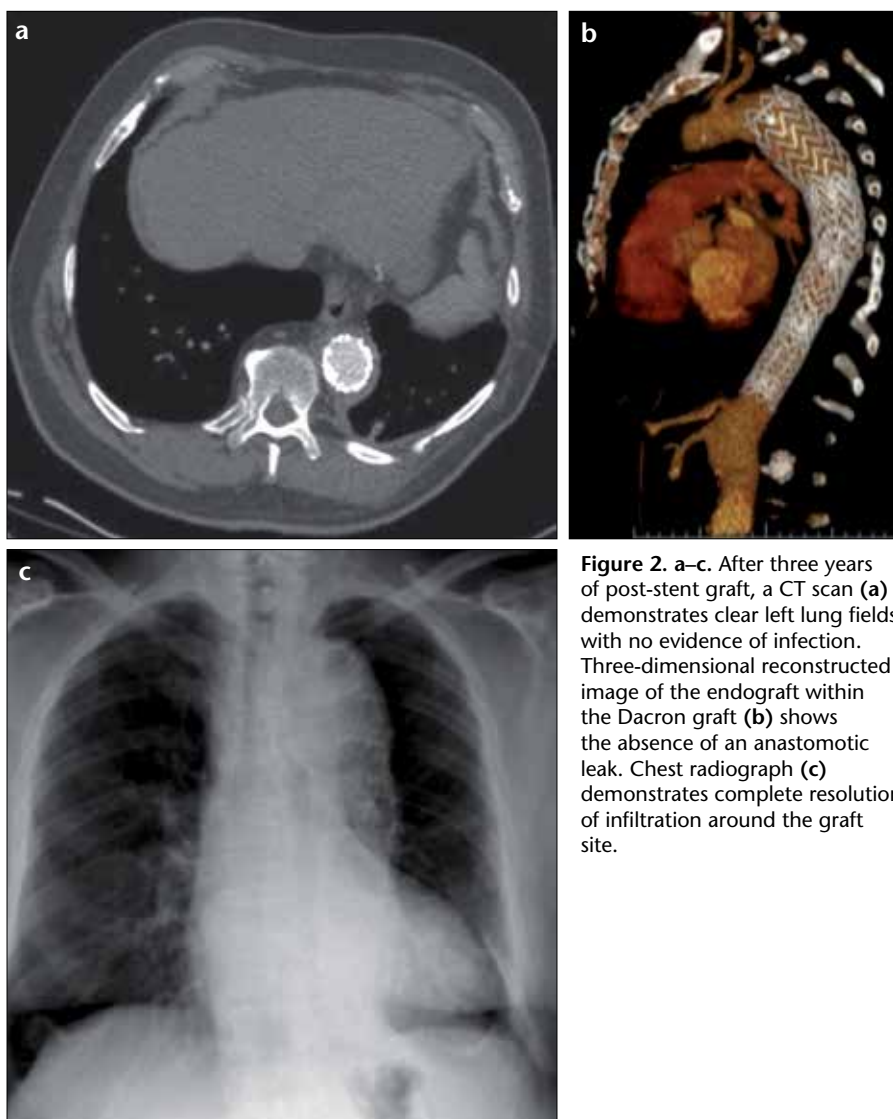 a
b
c
Figure 2. a–c. After three years
of post-stent graft, a CT scan (a)
demonstrates clear left lung fields
with no evidence of infection.
Three-dimensional reconstructed
image of the endograft within
the Dacron graft (b) shows
the absence of an anastomotic
leak. Chest radiograph (c)
demonstrates complete resolution
of infiltration around the graft
site.